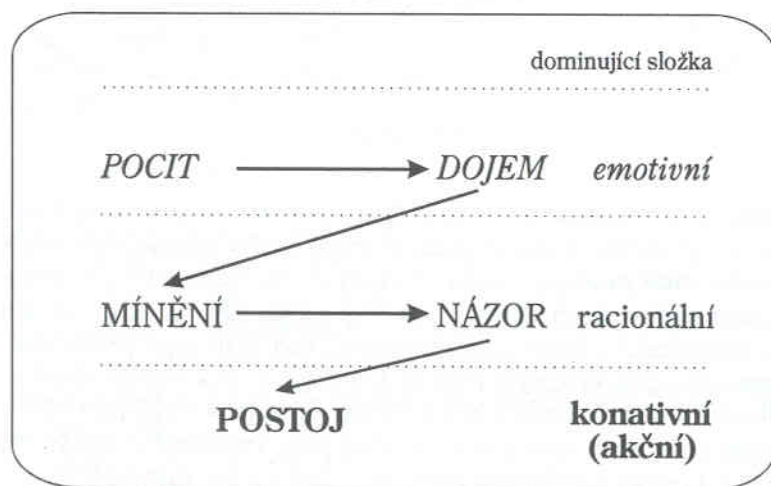 dominující složka
POCIT DOJEM emotivní
MÍNĚNÍ NÁZOR racionální
POSTOJ konativní
(akční)